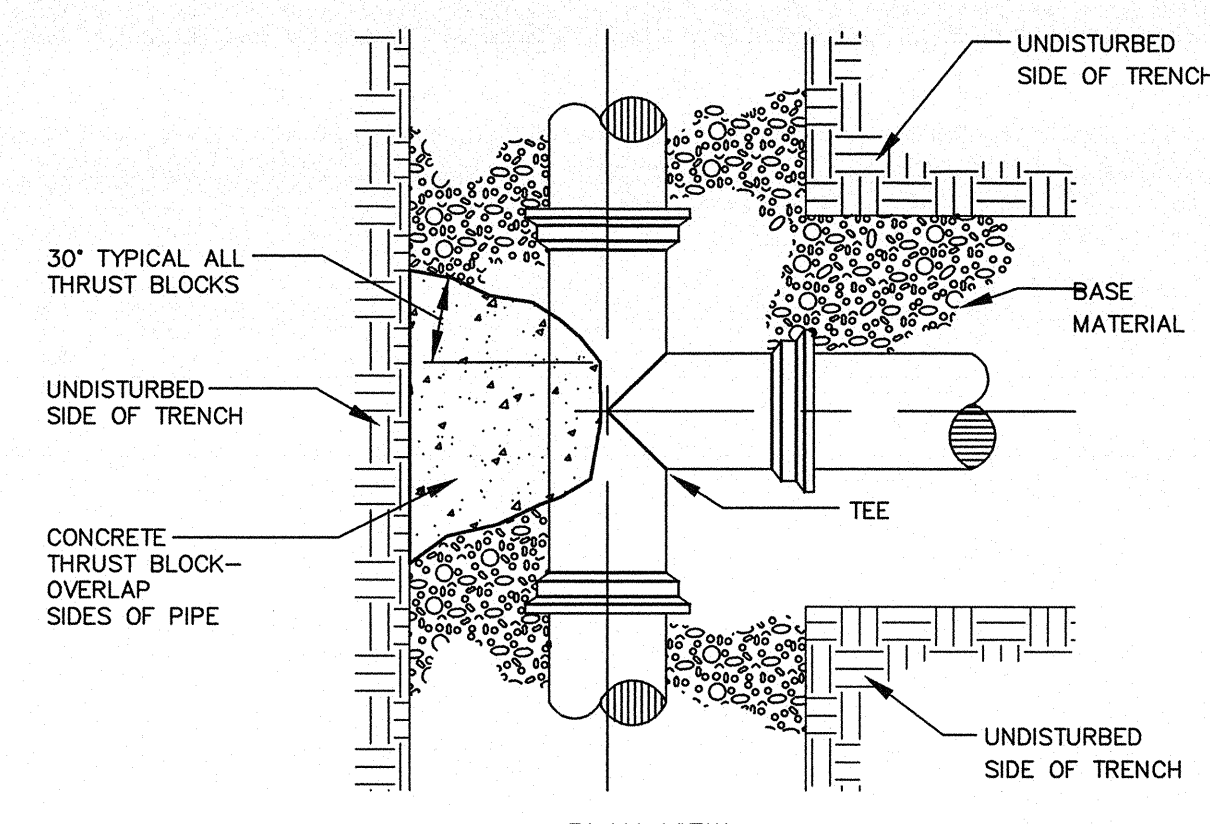 UNDISTURBED
SIDE OF TRENCH
30° TYPICAL ALL
THRUST BLOCKS
BASE
MATERIAL
UNDISTURBED
SIDE OF TRENCH
TEE
CONCRETE
THRUST BLOCK–
OVERLAP
SIDES OF PIPE
UNDISTURBED
SIDE OF TRENCH